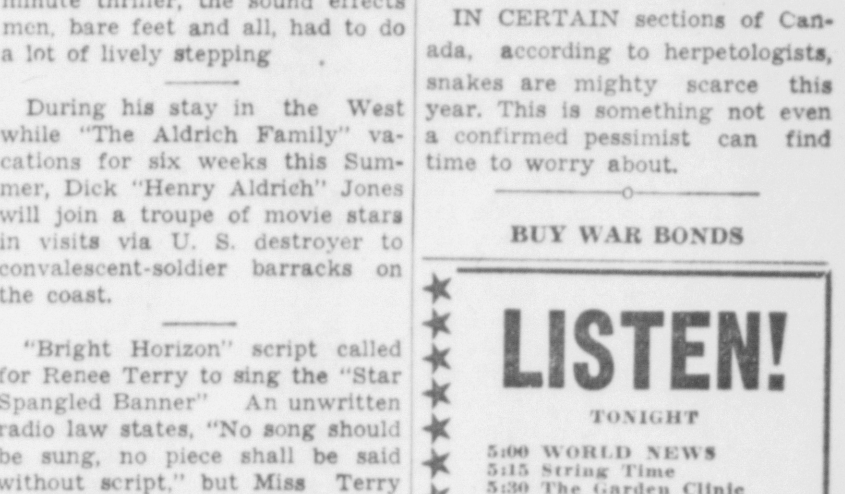 minute thriller, the sound effects
men, bare feet and all, had to do
a lot of lively stepping
During his stay in the West
while "The Aldrich Family" va-
cations for six weeks this Sum-
mer, Dick "Henry Aldrich" Jones
will join a troupe of movie stars
in visits via U. S. destroyer to
convalescent-soldier barracks on
the coast.
"Bright Horizon" script called
for Renee Terry to sing the "Star
Spangled Banner" An unwritten
radio law states, "No song should
be sung, no piece shall be said
without script," but Miss Terry
IN CERTAIN sections of Can-
ada, according to herpetologists,
snakes are mighty scarce this
year. This is something not even
a confirmed pessimist can find
time to worry about.
BUY WAR BONDS
LISTEN!
TONIGHT
5:00 WORLD NEWS
5:15 String Time
5:30 The Garden Clinic